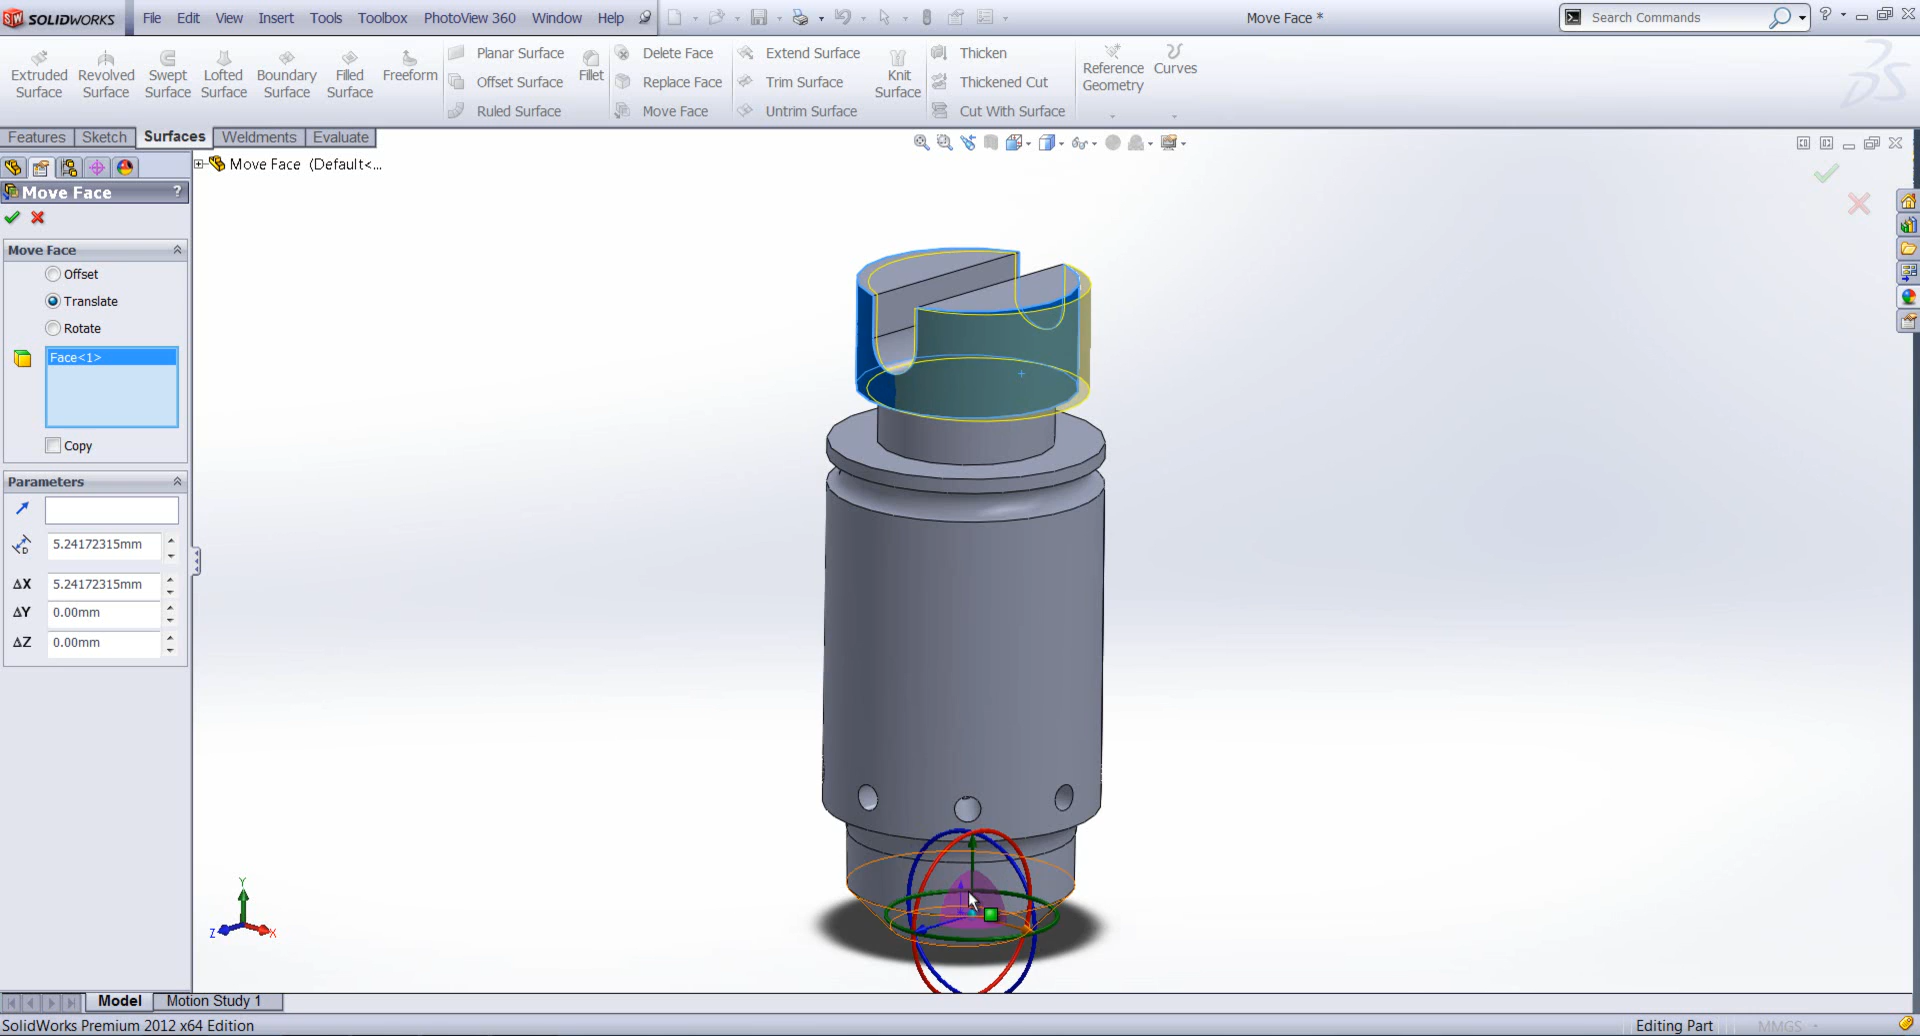 SOLIDWORKS File Edit View Insert Tools Toolbox PhotoView 360 Window Help Move Face * Search Commands ?
Extruded Surface
Revolved Surface
Swept Surface
Lofted Surface
Boundary Surface
Filled Surface
Freeform
Planar Surface
Offset Surface
Ruled Surface
Fillet
Delete Face
Replace Face
Move Face
Extend Surface
Trim Surface
Untrim Surface
Knit Surface
Thicken
Thickened Cut
Cut With Surface
Reference Geometry
Curves
Features Sketch Surfaces Weldments Evaluate
Move Face (Default<...
Move Face ?
Move Face
Offset
Translate
Rotate
Face<1>
Copy
Parameters
D 5.24172315mm
ΔX 5.24172315mm
ΔY 0.00mm
ΔZ 0.00mm
Y
Z X
Model Motion Study 1
SolidWorks Premium 2012 x64 Edition Editing Part MMGS